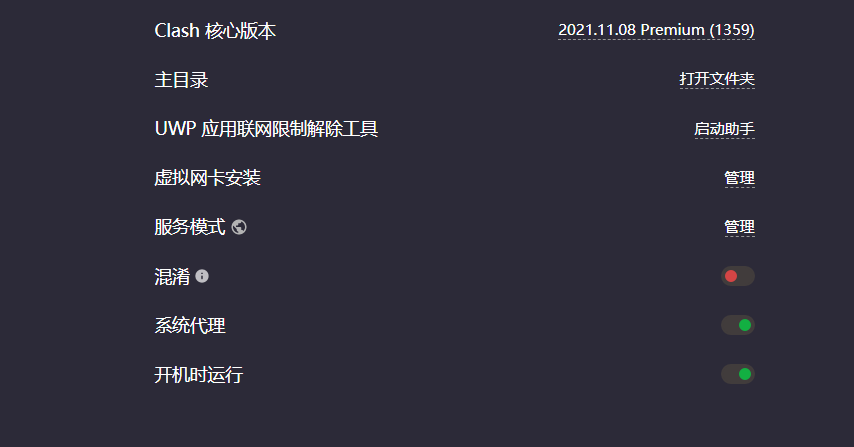 Clash 核心版本 2021.11.08 Premium (1359)
主目录 打开文件夹
UWP 应用联网限制解除工具 启动助手
虚拟网卡安装 管理
服务模式 管理
混淆
系统代理
开机时运行